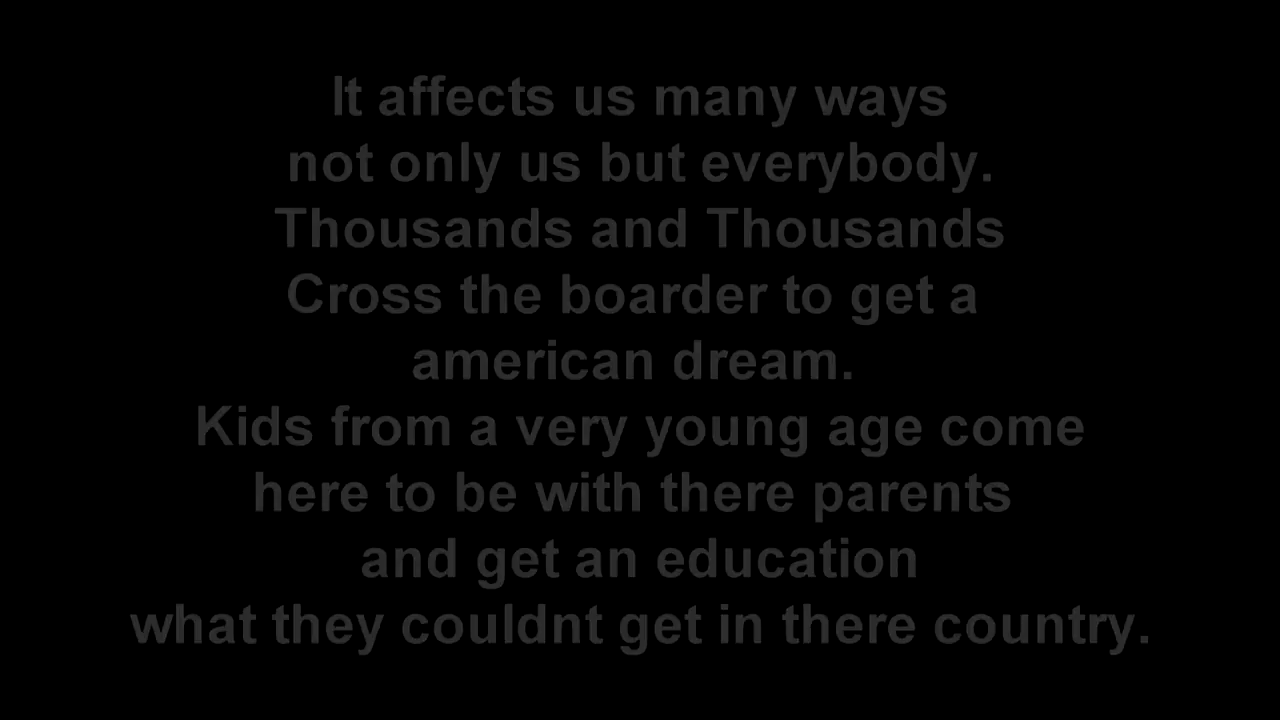 It affects us many ways
not only us but everybody.
Thousands and Thousands
Cross the boarder to get a
american dream.
Kids from a very young age come
here to be with there parents
and get an education
what they couldnt get in there country.